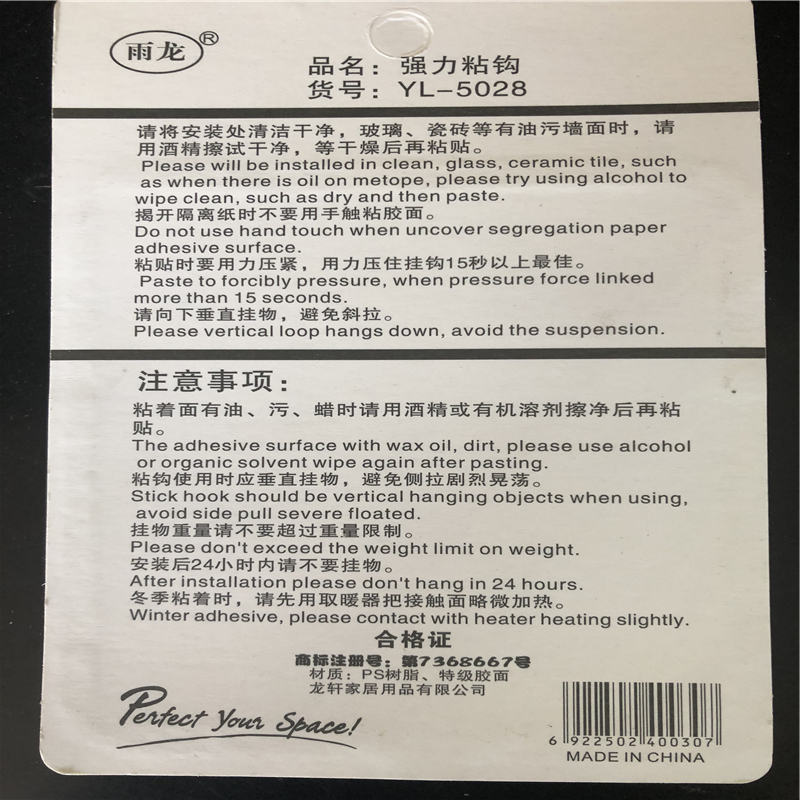 雨龙®
品名：强力粘钩
货号：YL-5028
请将安装处清洁干净，玻璃、瓷砖等有油污墙面时，请
用酒精擦试干净，等干燥后再粘贴。
Please will be installed in clean, glass, ceramic tile, such
as when there is oil on metope, please try using alcohol to
wipe clean, such as dry and then paste.
揭开隔离纸时不要用手触粘胶面。
Do not use hand touch when uncover segregation paper
adhesive surface.
粘贴时要用力压紧，用力压住挂钩15秒以上最佳。
Paste to forcibly pressure, when pressure force linked
more than 15 seconds.
请向下垂直挂物，避免斜拉。
Please vertical loop hangs down, avoid the suspension.
注意事项：
粘着面有油、污、蜡时请用酒精或有机溶剂擦净后再粘
贴。
The adhesive surface with wax oil, dirt, please use alcohol
or organic solvent wipe again after pasting.
粘钩使用时应垂直挂物，避免侧拉剧烈晃荡。
Stick hook should be vertical hanging objects when using,
avoid side pull severe floated.
挂物重量请不要超过重量限制。
Please don't exceed the weight limit on weight.
安装后24小时内请不要挂物。
After installation please don't hang in 24 hours.
冬季粘着时，请先用取暖器把接触面略微加热。
Winter adhesive, please contact with heater heating slightly.
合格证
商标注册号：第7368667号
材质：PS树脂、特级胶面
龙轩家居用品有限公司
Perfect Your Space!
6 922502 400307
MADE IN CHINA